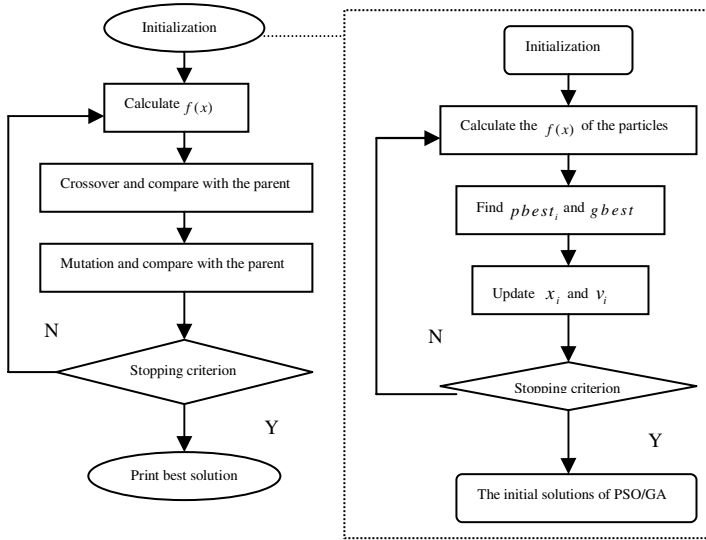 Initialization
Calculate f(x)
Crossover and compare with the parent
Mutation and compare with the parent
N
Stopping criterion
Y
Print best solution
Initialization
Calculate the f(x) of the particles
Find pbest_i and gbest
Update x_i and v_i
N
Stopping criterion
Y
The initial solutions of PSO/GA